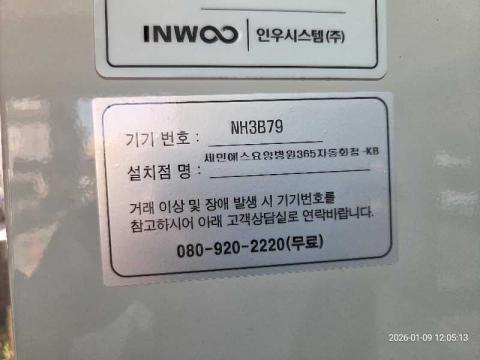 INWOO 인우시스템(주)
기기 번호 : NH3B79
설치점 명 : 세민에스요양병원365자동화점-KB
거래 이상 및 장애 발생 시 기기번호를
참고하시어 아래 고객상담실로 연락바랍니다.
080-920-2220(무료)
2026-01-09 12:05:13